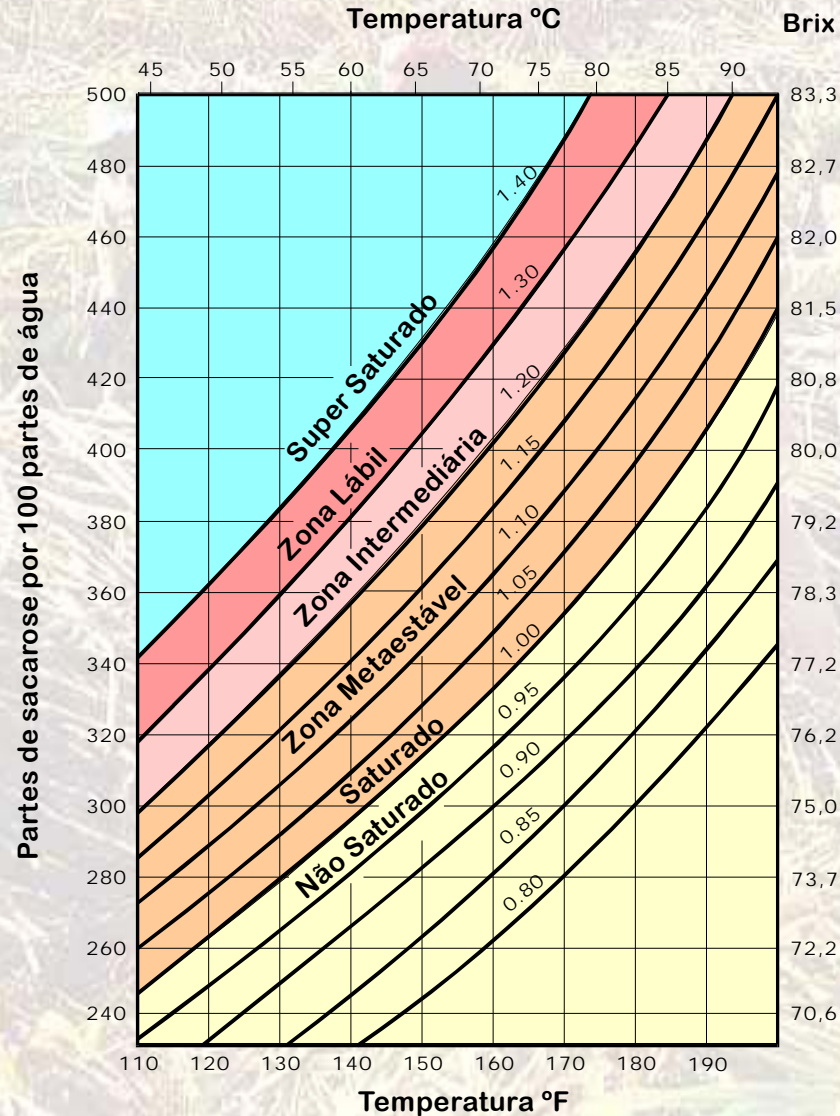 Temperatura ºC
Brix
45 50 55 60 65 70 75 80 85 90
500 83,3
480 82,7
460 82,0
440 81,5
420 80,8
400 80,0
380 79,2
360 78,3
340 77,2
320 76,2
300 75,0
280 73,7
260 72,2
240 70,6
Partes de sacarose por 100 partes de água
1.40
1.30
1.20
1.15
1.10
1.05
1.00
0.95
0.90
0.85
0.80
Super Saturado
Zona Lábil
Zona Intermediária
Zona Metaestável
Saturado
Não Saturado
110 120 130 140 150 160 170 180 190
Temperatura ºF